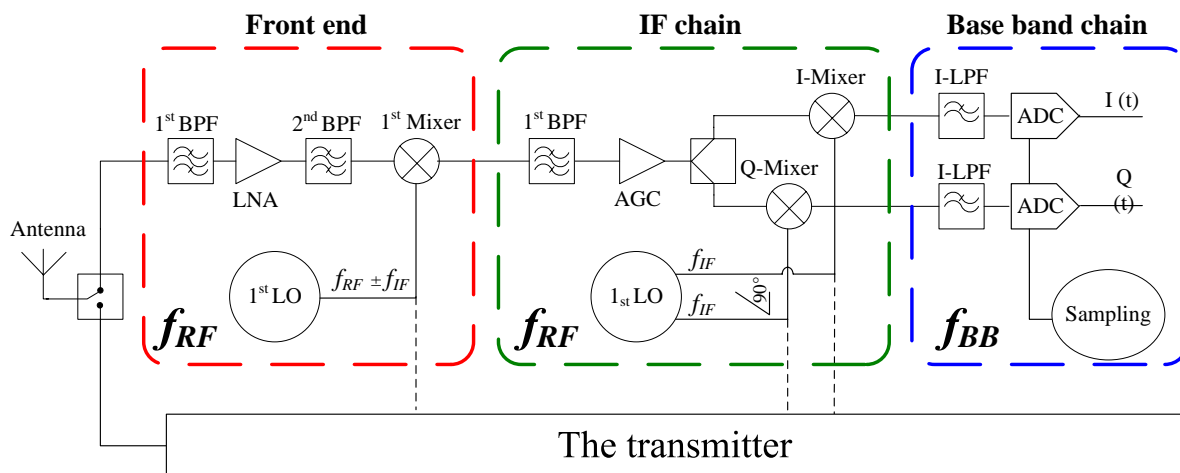 Front end
IF chain
Base band chain
1st BPF
LNA
2nd BPF
1st Mixer
1st LO
fRF ± fIF
fRF
1st BPF
AGC
I-Mixer
Q-Mixer
1st LO
fIF
fIF
90°
fRF
I-LPF
ADC
I (t)
I-LPF
ADC
Q
(t)
Sampling
fBB
Antenna
The transmitter